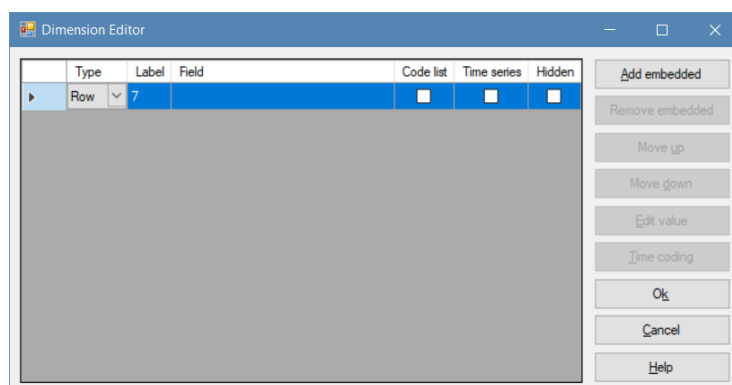 Dimension Editor
Type Label Field Code list Time series Hidden
Row 7
Add embedded
Remove embedded
Move up
Move down
Edit value
Time coding
Ok
Cancel
Help